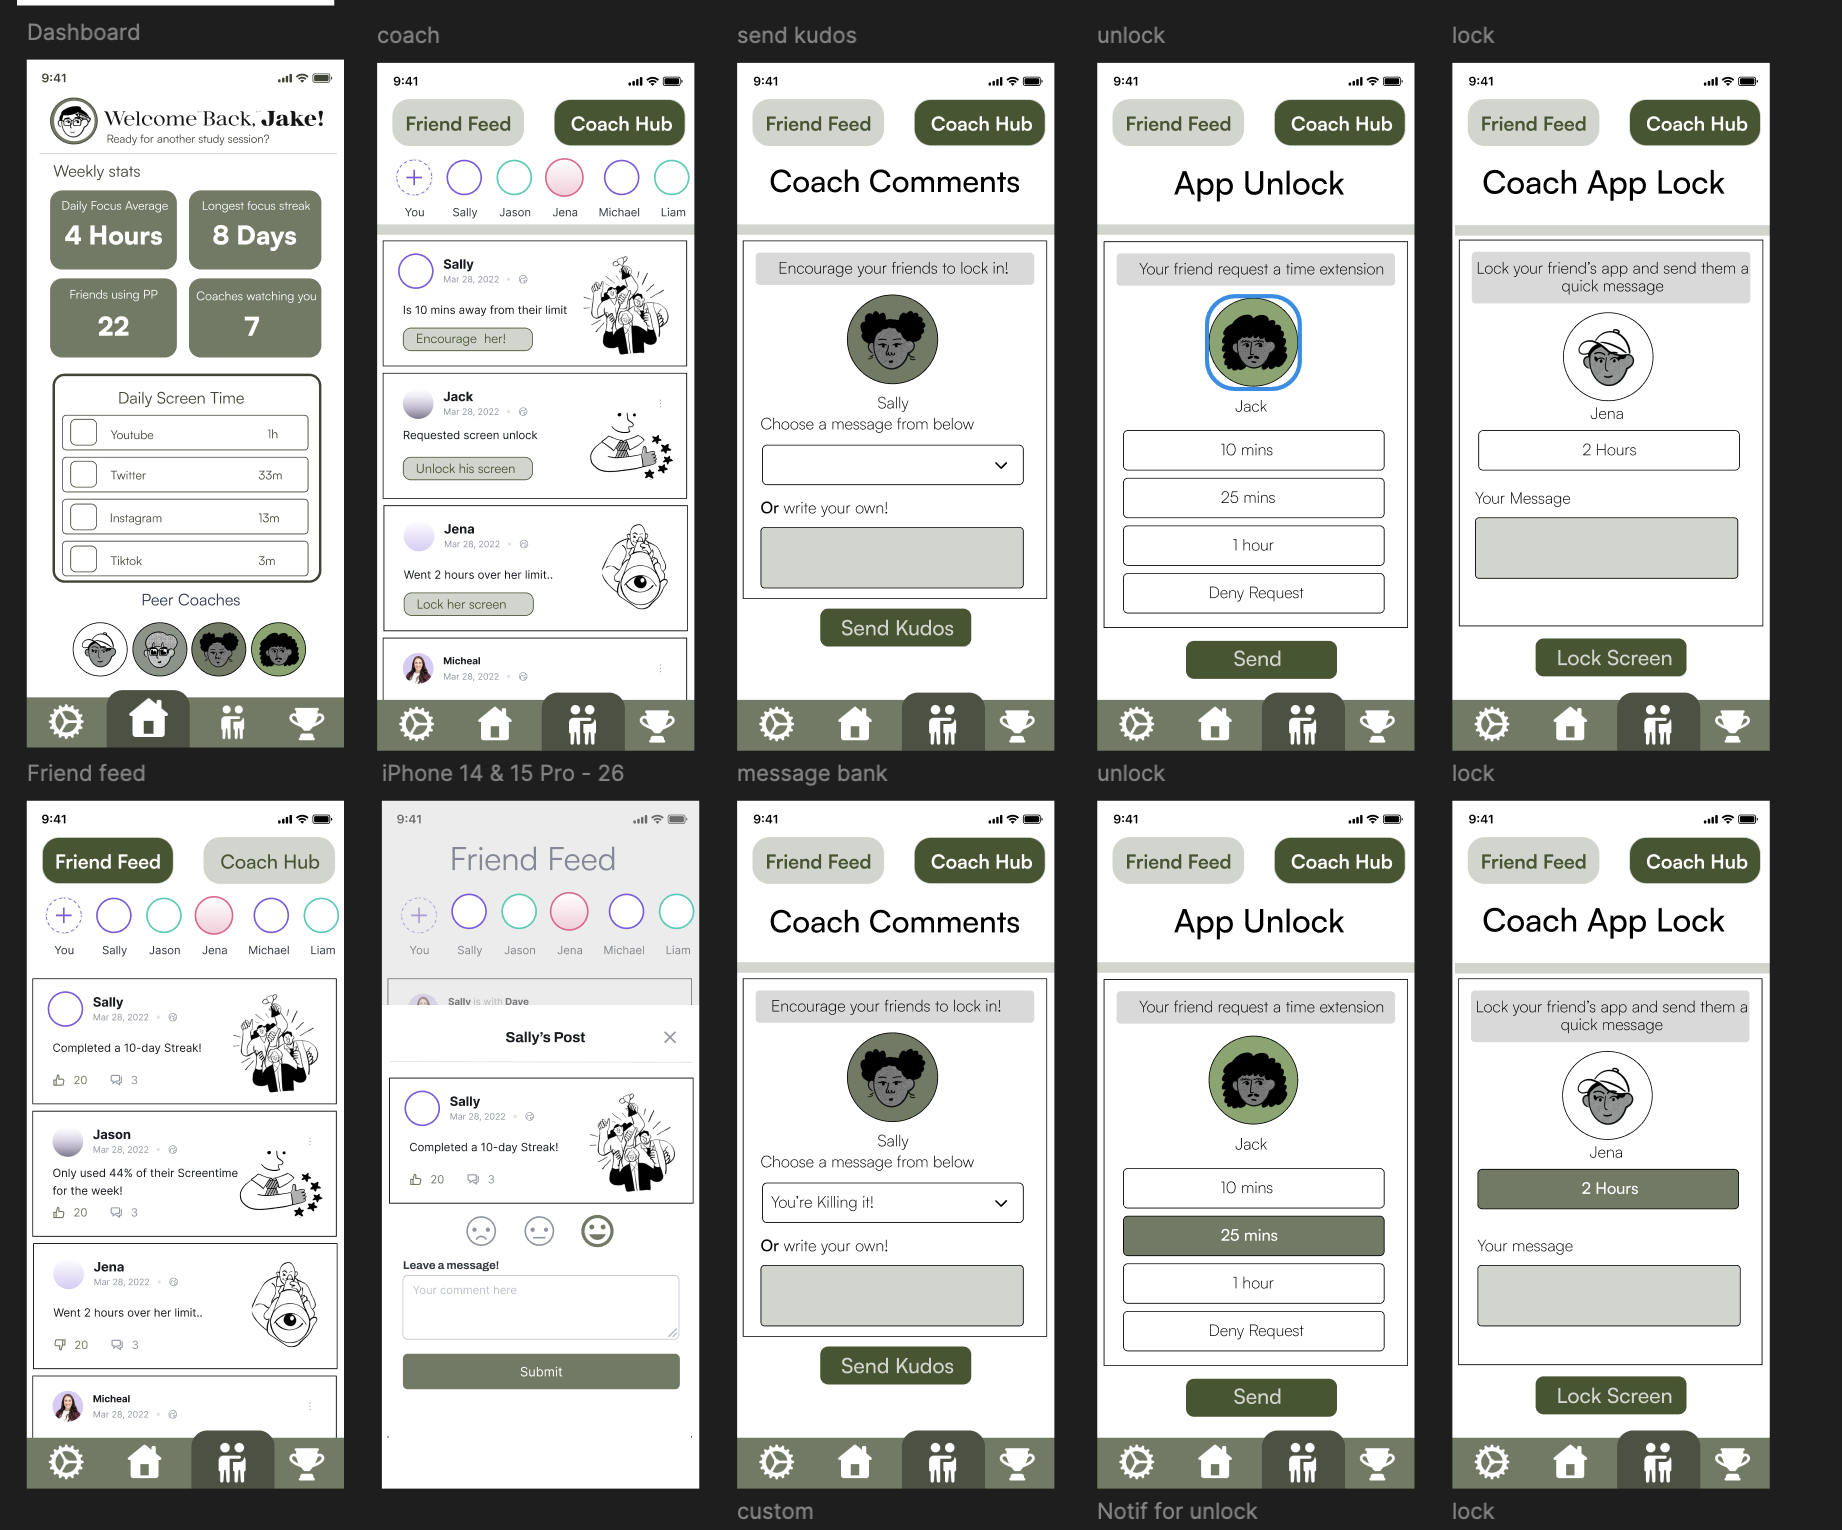 Dashboard
9:41
Welcome Back, Jake!
Ready for another study session?
Weekly stats
Daily Focus Average
4 Hours
Longest focus streak
8 Days
Friends using PP
22
Coaches watching you
7
Daily Screen Time
Youtube 1h
Twitter 33m
Instagram 13m
Tiktok 3m
Peer Coaches
coach
9:41
Friend Feed
Coach Hub
You Sally Jason Jena Michael Liam
Sally
Mar 28, 2022
Is 10 mins away from their limit
Encourage her!
Jack
Mar 28, 2022
Requested screen unlock
Unlock his screen
Jena
Mar 28, 2022
Went 2 hours over her limit..
Lock her screen
Micheal
Mar 28, 2022
send kudos
9:41
Friend Feed
Coach Hub
Coach Comments
Encourage your friends to lock in!
Sally
Choose a message from below
Or write your own!
Send Kudos
unlock
9:41
Friend Feed
Coach Hub
App Unlock
Your friend request a time extension
Jack
10 mins
25 mins
1 hour
Deny Request
Send
lock
9:41
Friend Feed
Coach Hub
Coach App Lock
Lock your friend's app and send them a
quick message
Jena
2 Hours
Your Message
Lock Screen
Friend feed
9:41
Friend Feed
Coach Hub
You Sally Jason Jena Michael Liam
Sally
Mar 28, 2022
Completed a 10-day Streak!
20 3
Jason
Mar 28, 2022
Only used 44% of their Screentime
for the week!
20 3
Jena
Mar 28, 2022
Went 2 hours over her limit..
20 3
Micheal
Mar 28, 2022
iPhone 14 & 15 Pro - 26
9:41
Friend Feed
You Sally Jason Jena Michael Liam
Sally is with Dave
Sally's Post
Sally
Mar 28, 2022
Completed a 10-day Streak!
20 3
Leave a message!
Your comment here
Submit
message bank
9:41
Friend Feed
Coach Hub
Coach Comments
Encourage your friends to lock in!
Sally
Choose a message from below
You're Killing it!
Or write your own!
Send Kudos
unlock
9:41
Friend Feed
Coach Hub
App Unlock
Your friend request a time extension
Jack
10 mins
25 mins
1 hour
Deny Request
Send
lock
9:41
Friend Feed
Coach Hub
Coach App Lock
Lock your friend's app and send them a
quick message
Jena
2 Hours
Your message
Lock Screen
custom
Notif for unlock
lock